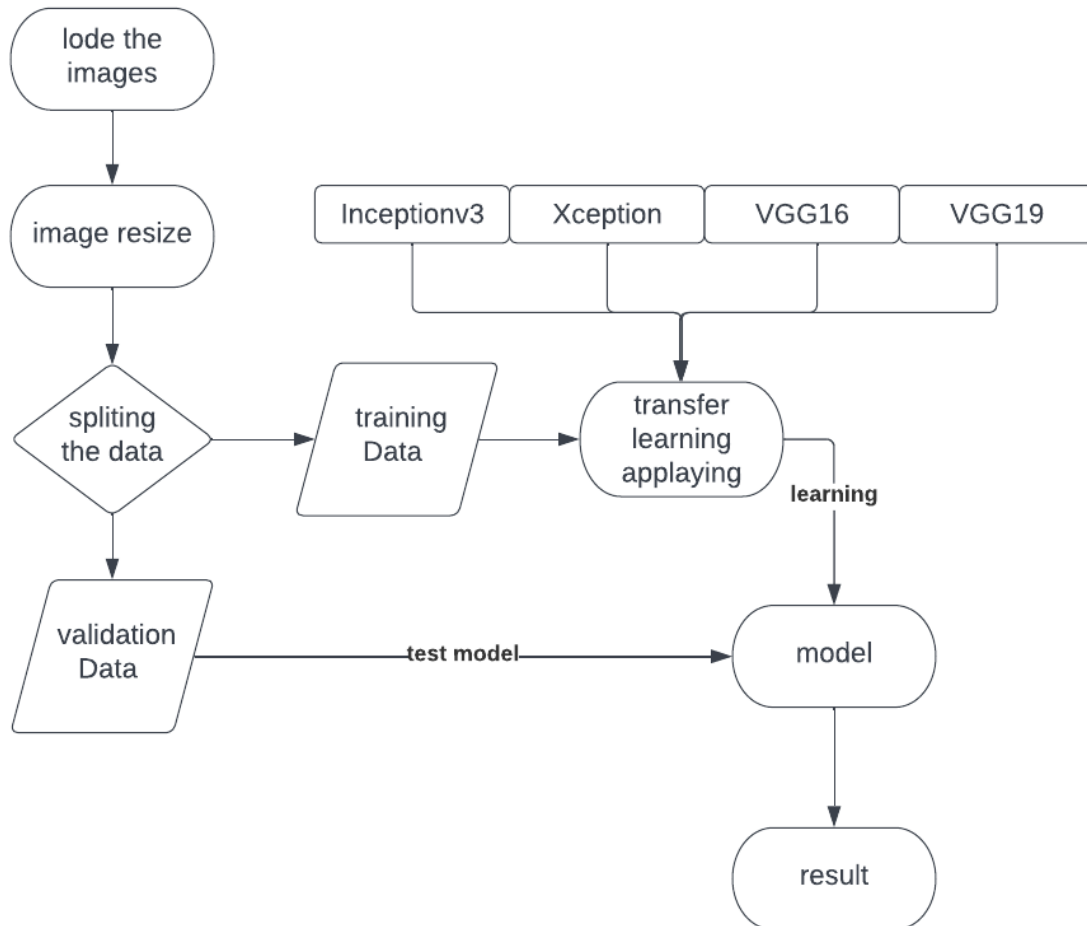 lode the
images
image resize
Inceptionv3
Xception
VGG16
VGG19
spliting
the data
training
Data
transfer
learning
applaying
learning
validation
Data
test model
model
result